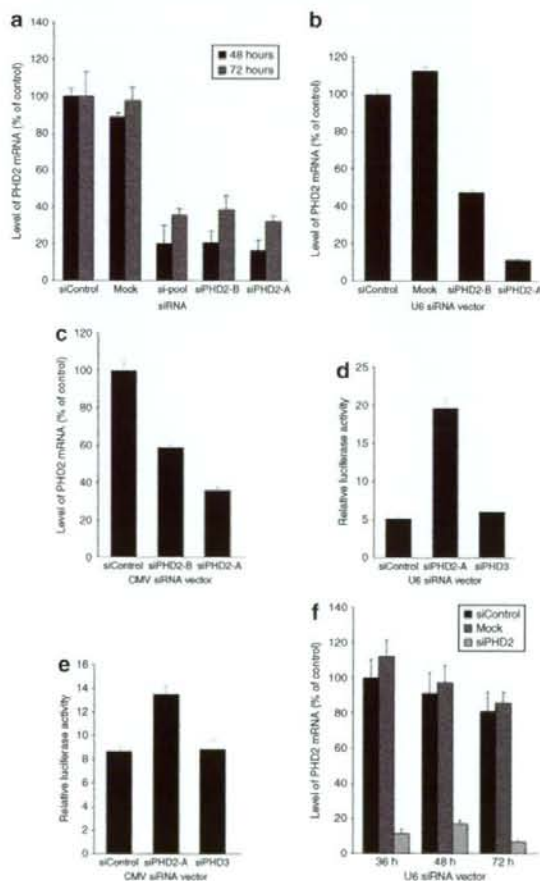 a
Level of PHD2 mRNA (% of control)
140
120
100
80
60
40
20
0
48 hours
72 hours
siControl Mock si-pool siPHD2-B siPHD2-A
siRNA
b
Level of PHD2 mRNA (% of control)
120
100
80
60
40
20
0
siControl Mock siPHD2-B siPHD2-A
U6 siRNA vector
c
Level of PHD2 mRNA (% of control)
120
100
80
60
40
20
0
siControl siPHD2-B siPHD2-A
CMV siRNA vector
d
Relative luciferase activity
25
20
15
10
5
0
siControl siPHD2-A siPHD3
U6 siRNA vector
e
Relative luciferase activity
16
14
12
10
8
6
4
2
0
siControl siPHD2-A siPHD3
CMV siRNA vector
f
Level of PHD2 mRNA (% of control)
140
120
100
80
60
40
20
0
siControl
Mock
siPHD2
36 h 48 h 72 h
U6 siRNA vector